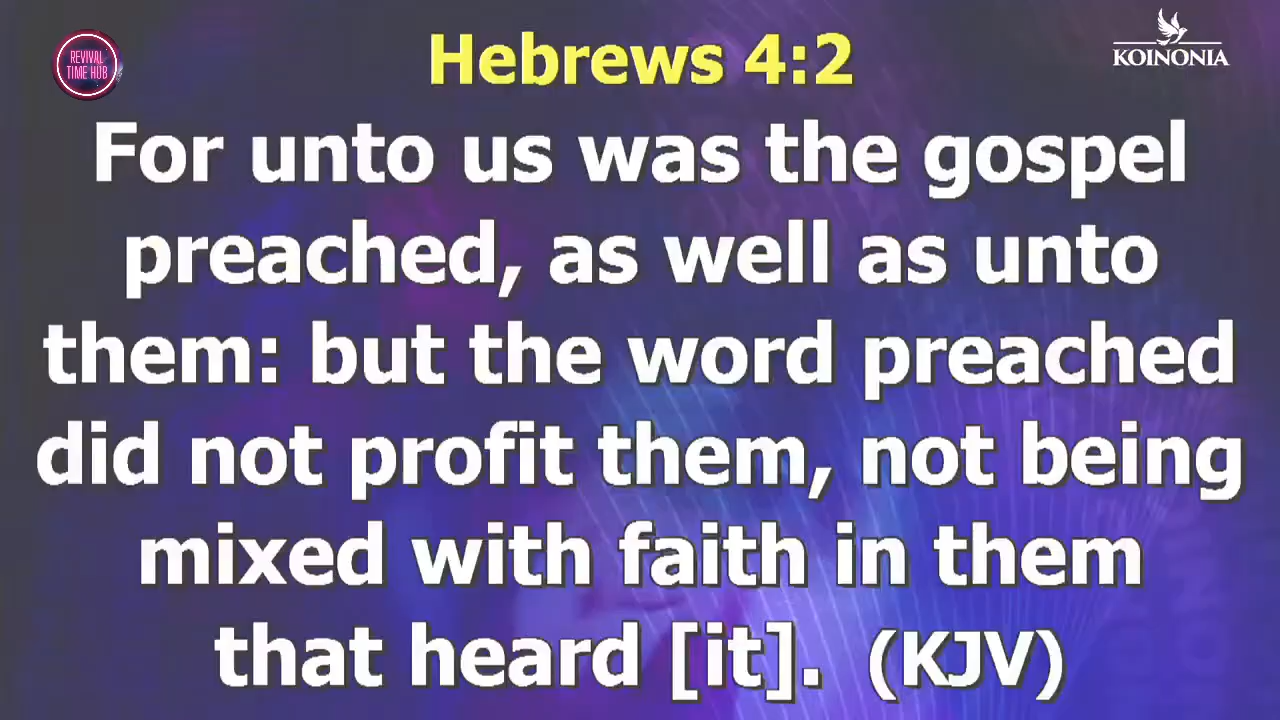 REVIVAL
TIME HUB
Hebrews 4:2
KOINONIA
For unto us was the gospel
preached, as well as unto
them: but the word preached
did not profit them, not being
mixed with faith in them
that heard [it]. (KJV)